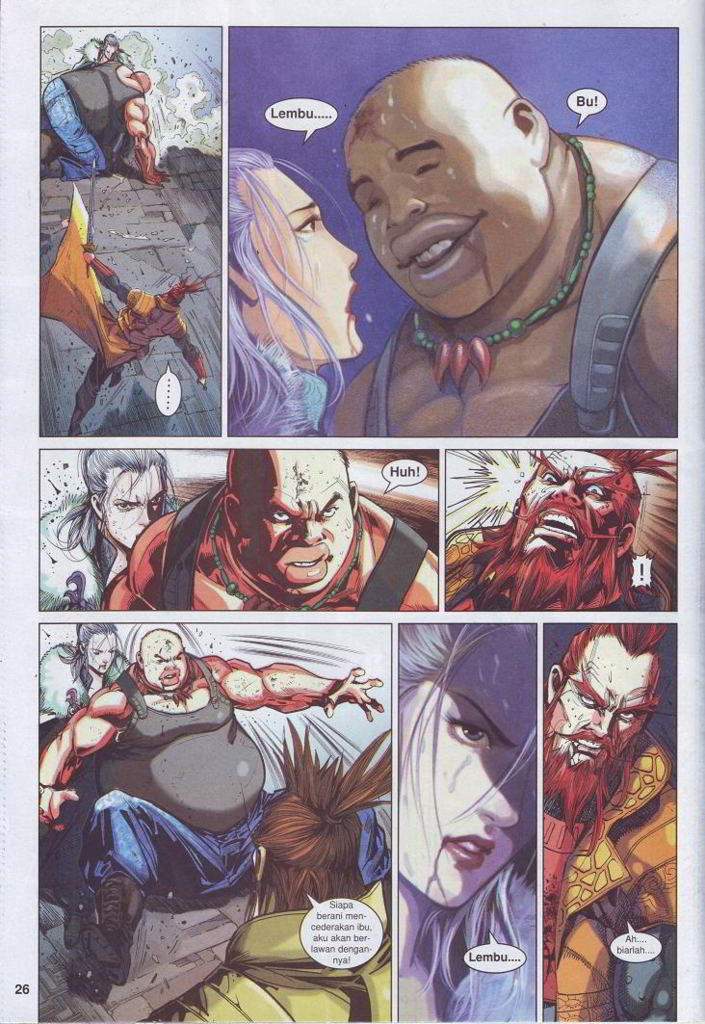 Lembu.....
Bu!
......
Huh!
!
Siapa
berani men-
cederakan ibu,
aku akan ber-
lawan dengan-
nya!
Lembu....
Ah....
biarlah....
26